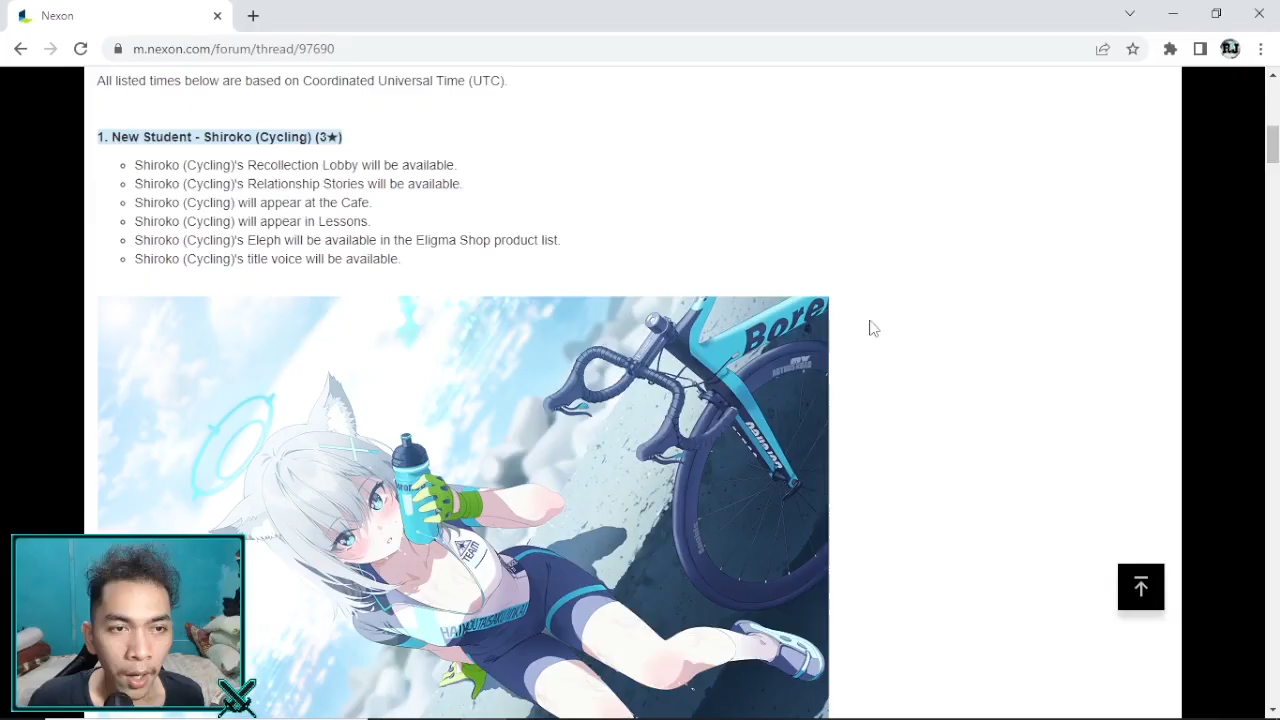 Nexon
m.nexon.com/forum/thread/97690
All listed times below are based on Coordinated Universal Time (UTC).
1. New Student - Shiroko (Cycling) (3★)
Shiroko (Cycling)'s Recollection Lobby will be available.
Shiroko (Cycling)'s Relationship Stories will be available.
Shiroko (Cycling) will appear at the Cafe.
Shiroko (Cycling) will appear in Lessons.
Shiroko (Cycling)'s Eleph will be available in the Eligma Shop product list.
Shiroko (Cycling)'s title voice will be available.
Bore
TEAM